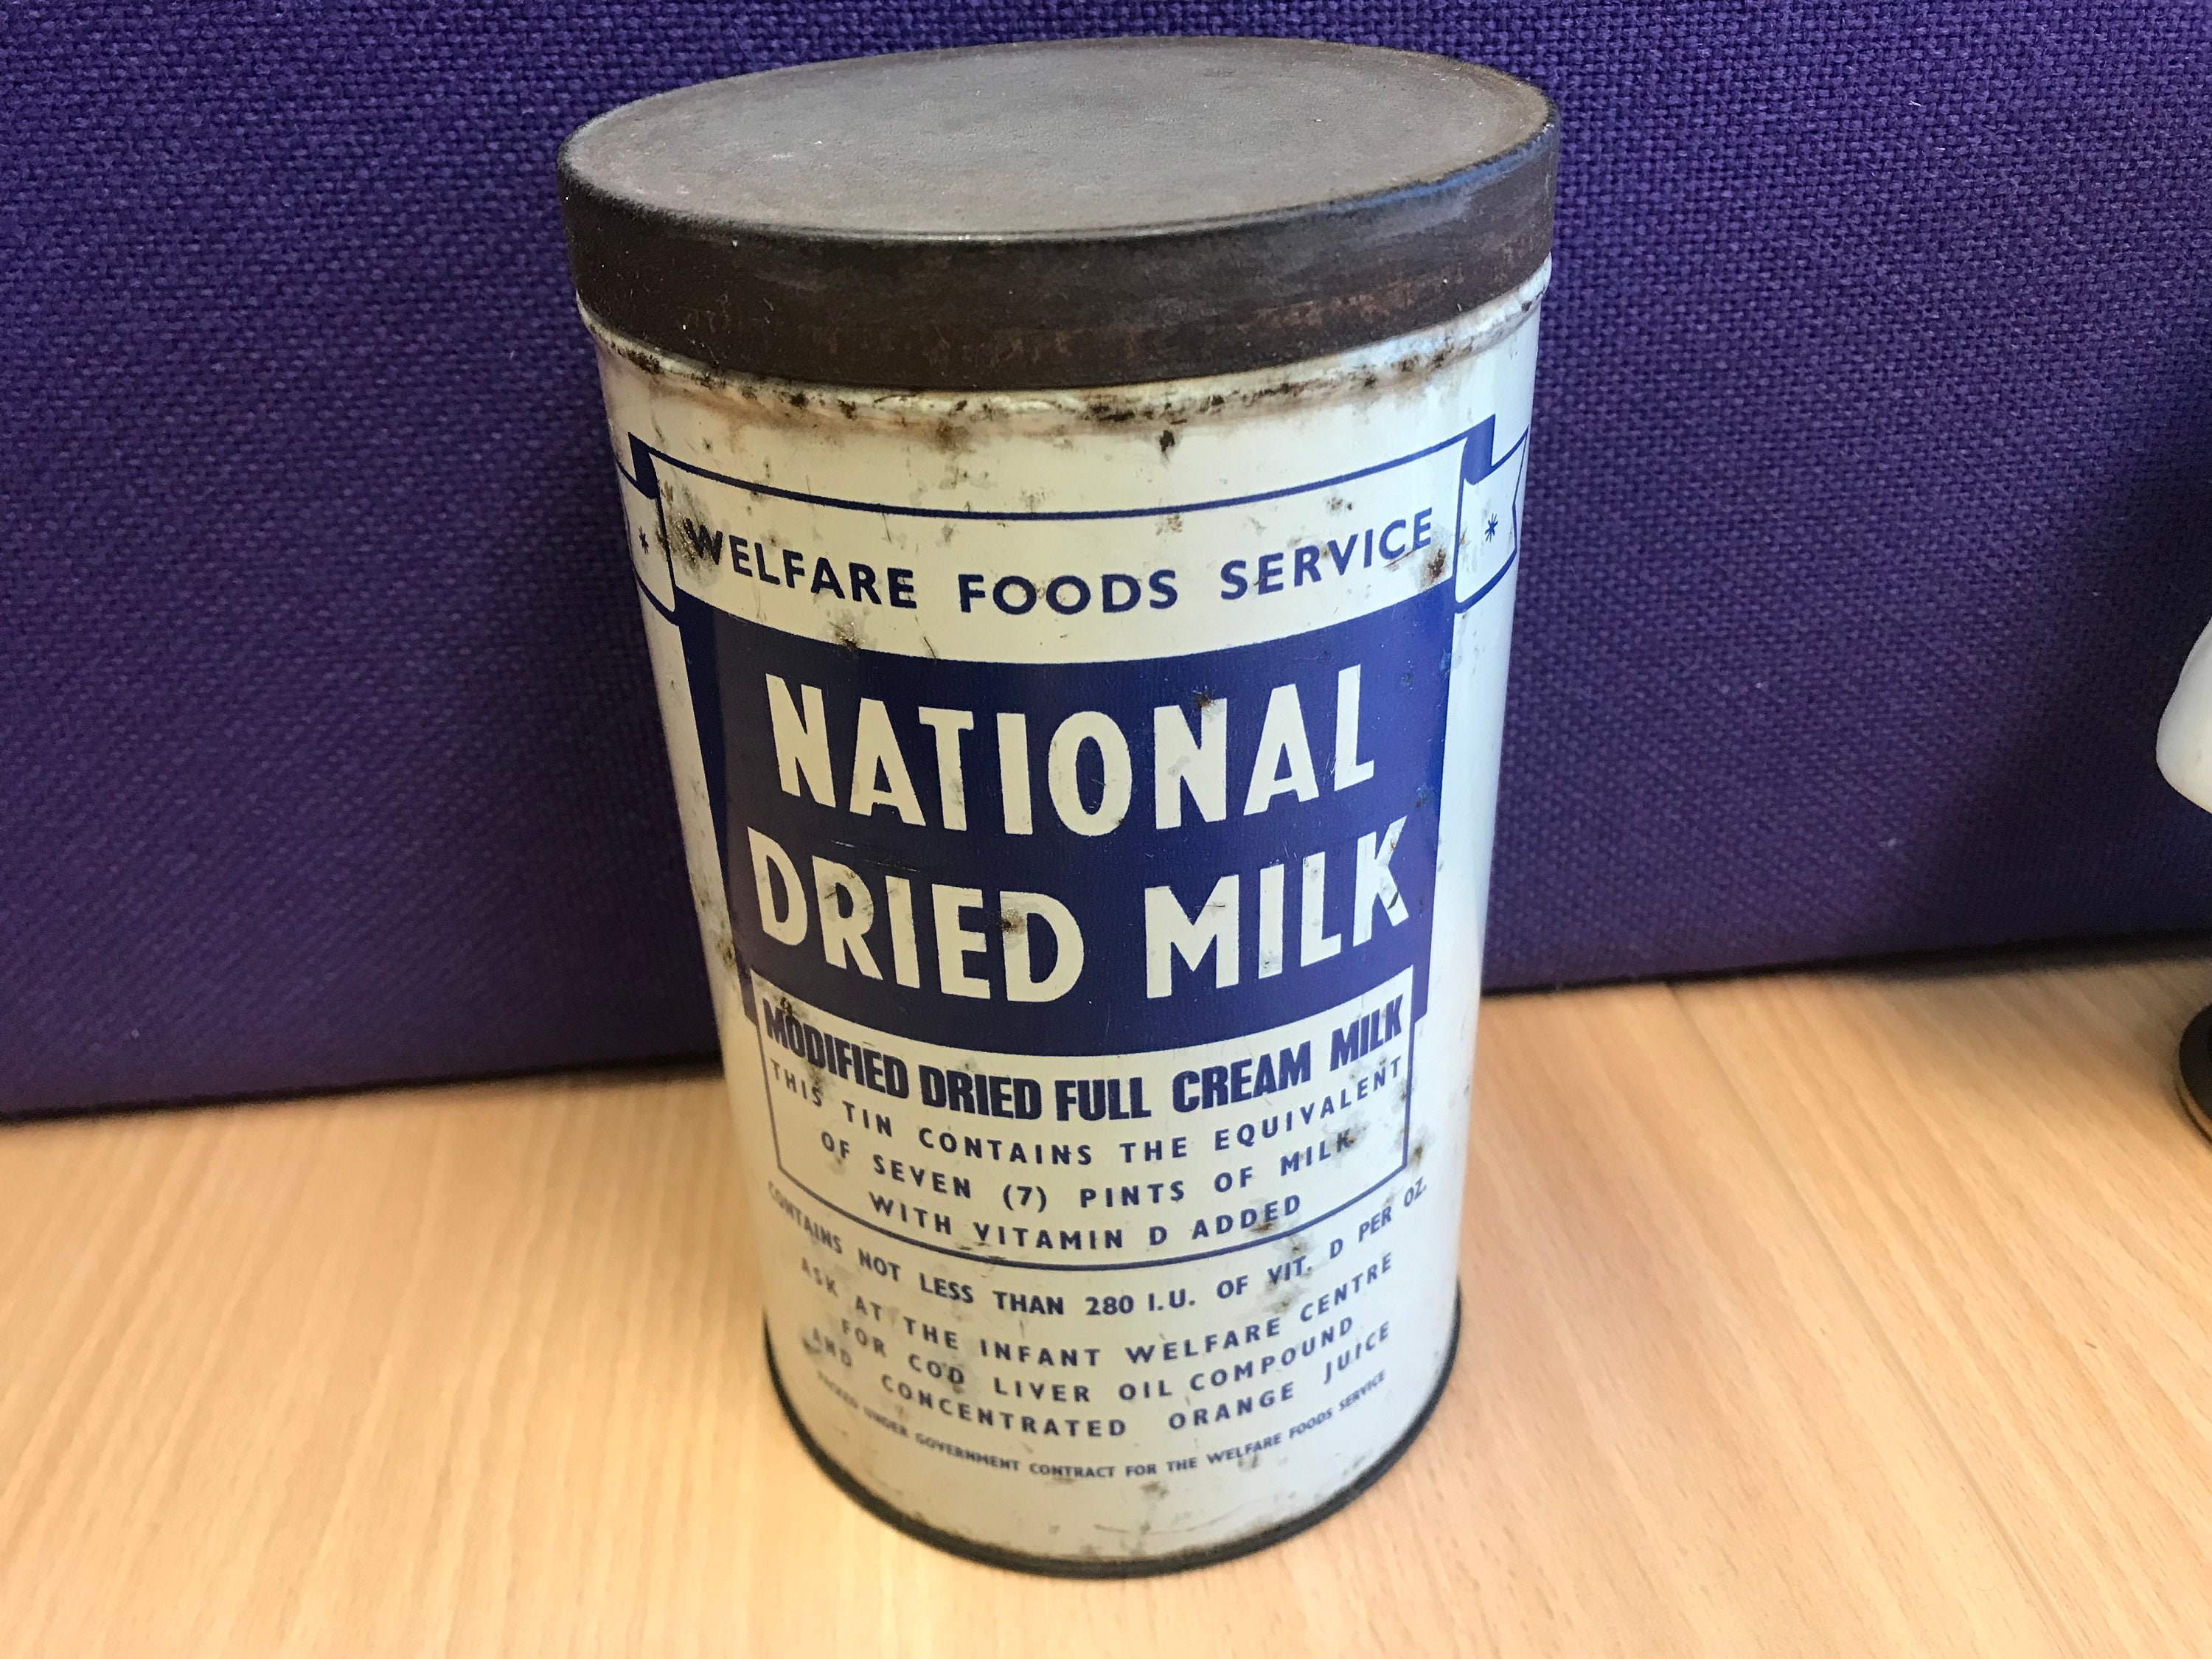 WELFARE FOODS SERVICE
NATIONAL
DRIED MILK
MODIFIED DRIED FULL CREAM MILK
THIS TIN CONTAINS THE EQUIVALENT
OF SEVEN (7) PINTS OF MILK
WITH VITAMIN D ADDED
CONTAINS NOT LESS THAN 280 I.U. OF VIT. D PER OZ.
ASK AT THE INFANT WELFARE CENTRE
FOR COD LIVER OIL COMPOUND
AND CONCENTRATED ORANGE JUICE
PACKED UNDER GOVERNMENT CONTRACT FOR THE WELFARE FOODS SERVICE